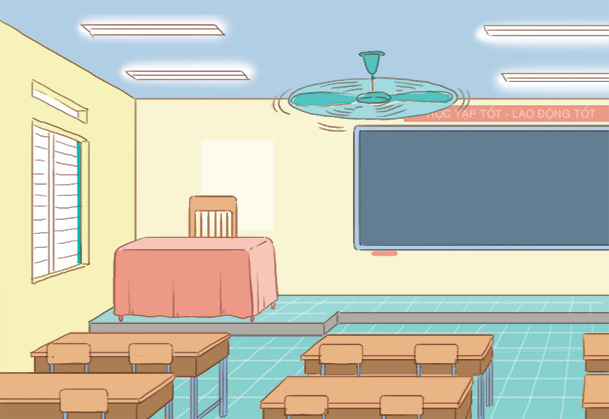 HỌC TẬP TỐT - LAO ĐỘNG TỐT